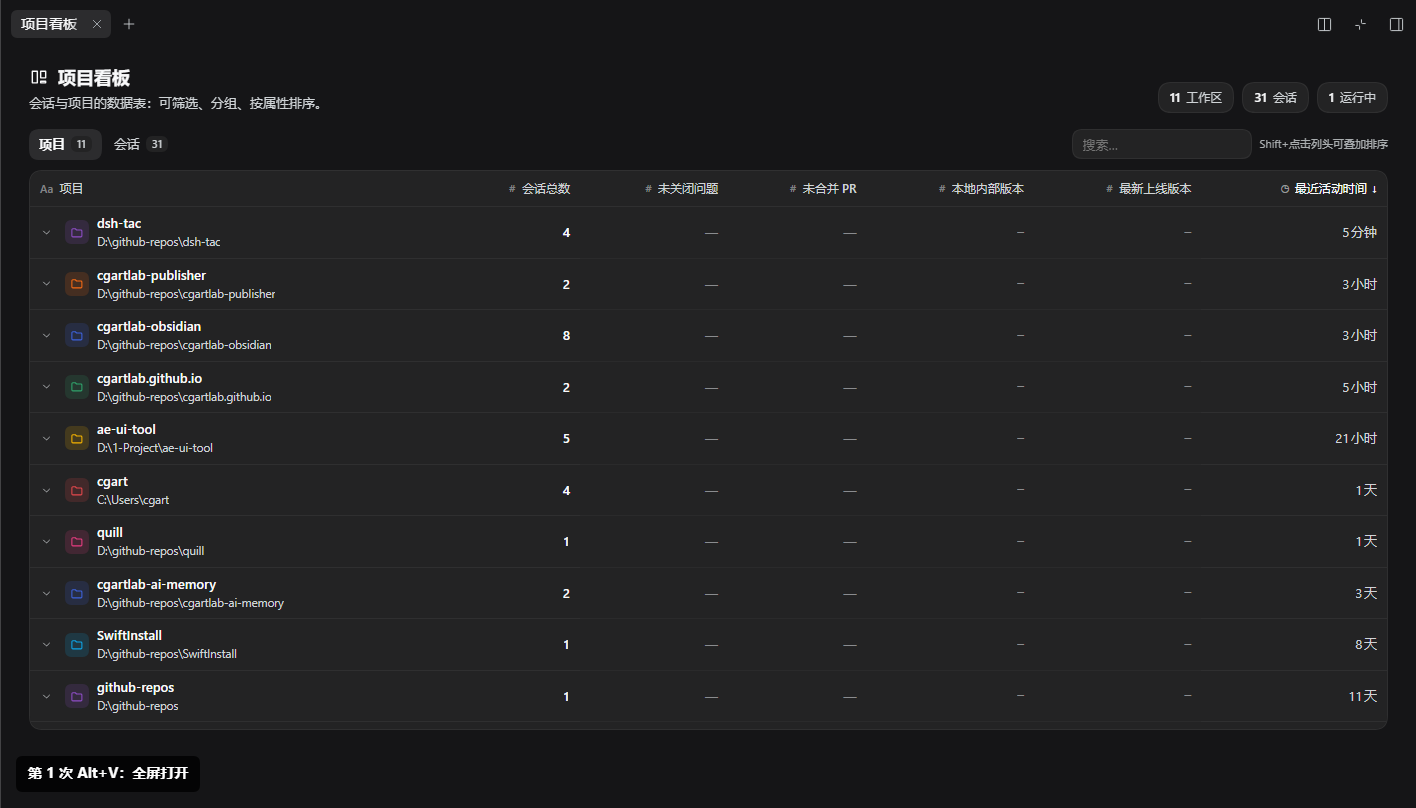 项目看板
项目看板
会话与项目的数据表：可筛选、分组、按属性排序。
11 工作区 31 会话 1 运行中
项目 11 会话 31
搜索... Shift+点击列头可叠加排序
Aa 项目 # 会话总数 # 未关闭问题 # 未合并 PR # 本地内部版本 # 最新上线版本 最近活动时间 ↓
dsh-tac
D:\github-repos\dsh-tac
4 — — – – 5分钟
cgartlab-publisher
D:\github-repos\cgartlab-publisher
2 — — – – 3小时
cgartlab-obsidian
D:\github-repos\cgartlab-obsidian
8 — — – – 3小时
cgartlab.github.io
D:\github-repos\cgartlab.github.io
2 — — – – 5小时
ae-ui-tool
D:\1-Project\ae-ui-tool
5 — — – – 21小时
cgart
C:\Users\cgart
4 — — – – 1天
quill
D:\github-repos\quill
1 — — – – 1天
cgartlab-ai-memory
D:\github-repos\cgartlab-ai-memory
2 — — – – 3天
SwiftInstall
D:\github-repos\SwiftInstall
1 — — – – 8天
github-repos
D:\github-repos
1 — — – – 11天
第 1 次 Alt+V：全屏打开